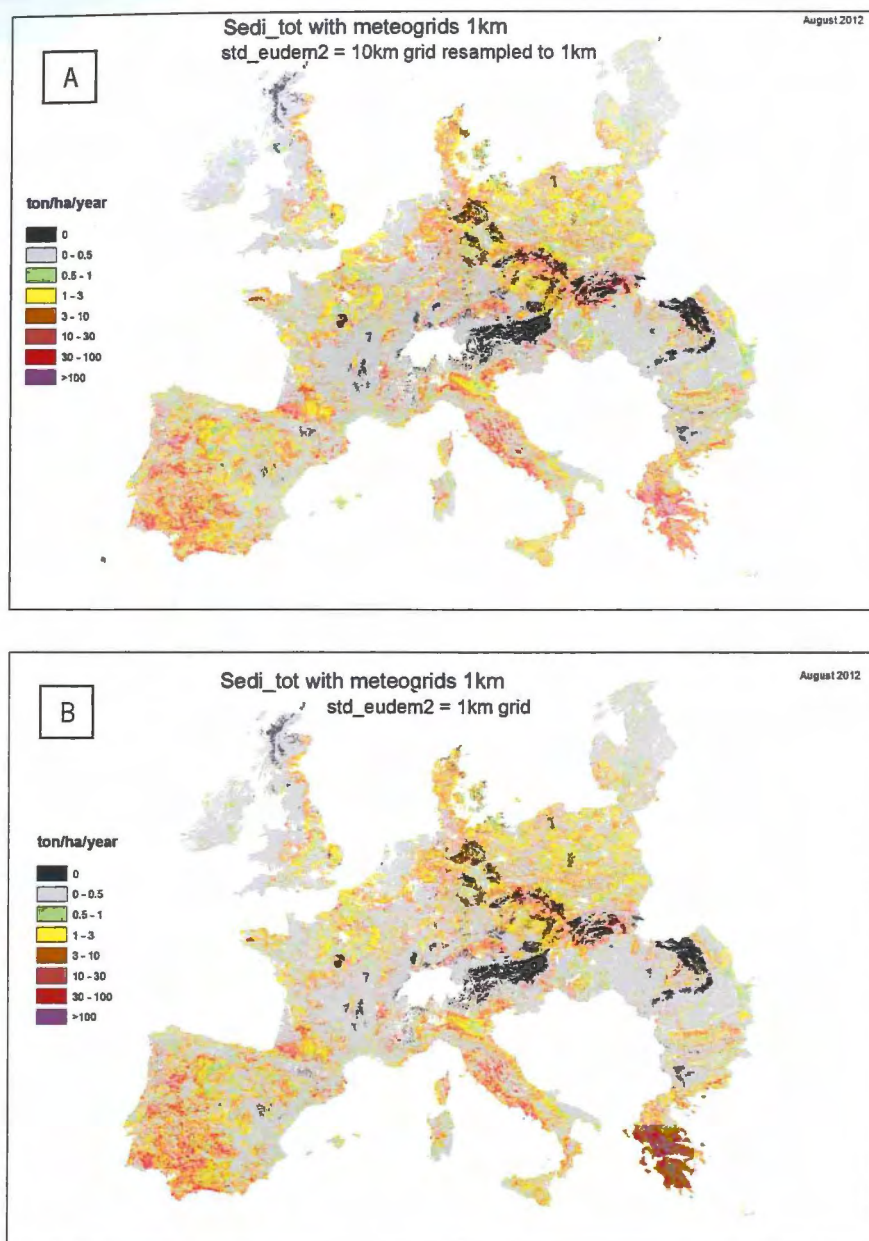 Sedi_tot with meteogrids 1km
August 2012
std_eudem2 = 10km grid resampled to 1km
A
ton/ha/year
0
0 - 0.5
0.5 - 1
1 - 3
3 - 10
10 - 30
30 - 100
>100
Sedi_tot with meteogrids 1km
August 2012
std_eudem2 = 1km grid
B
ton/ha/year
0
0 - 0.5
0.5 - 1
1 - 3
3 - 10
10 - 30
30 - 100
>100